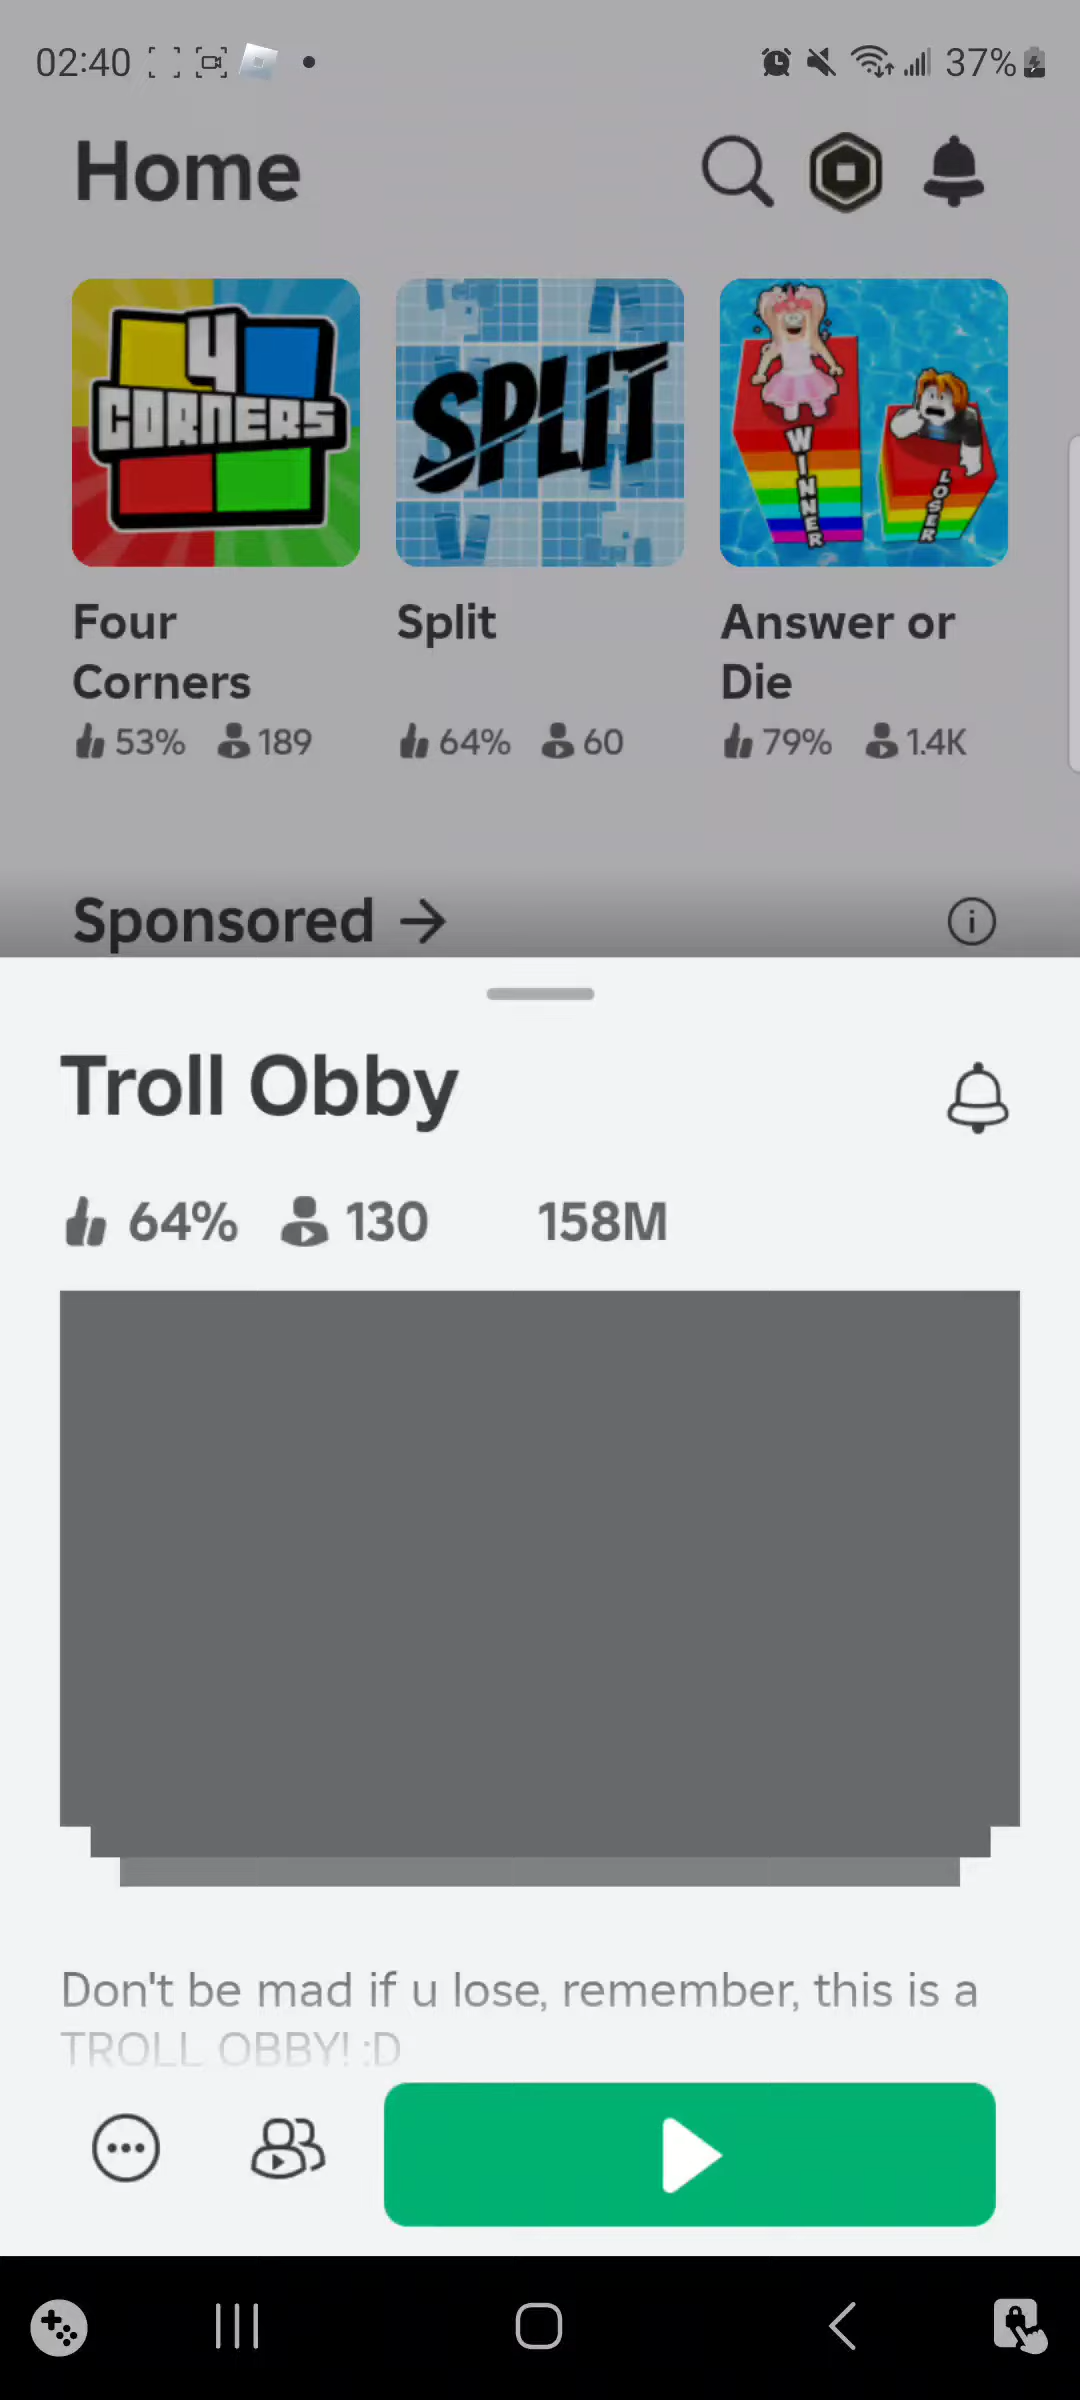 02:40
37%
Home
4
CORNERS
SPLIT
WINNER
LOSER
Four
Corners
Split
Answer or
Die
53%
189
64%
60
79%
1.4K
Sponsored
Troll Obby
64%
130
158M
Don't be mad if u lose, remember, this is a
TROLL OBBY! :D